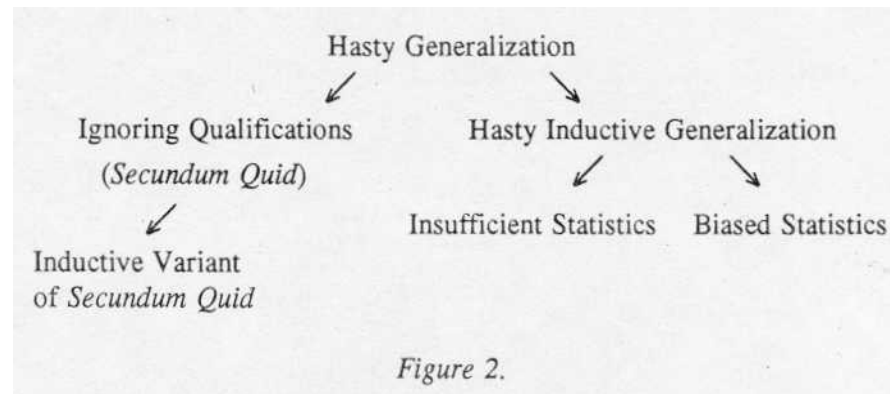 Hasty Generalization
Ignoring Qualifications
(Secundum Quid)
Hasty Inductive Generalization
Insufficient Statistics
Biased Statistics
Inductive Variant
of Secundum Quid
Figure 2.